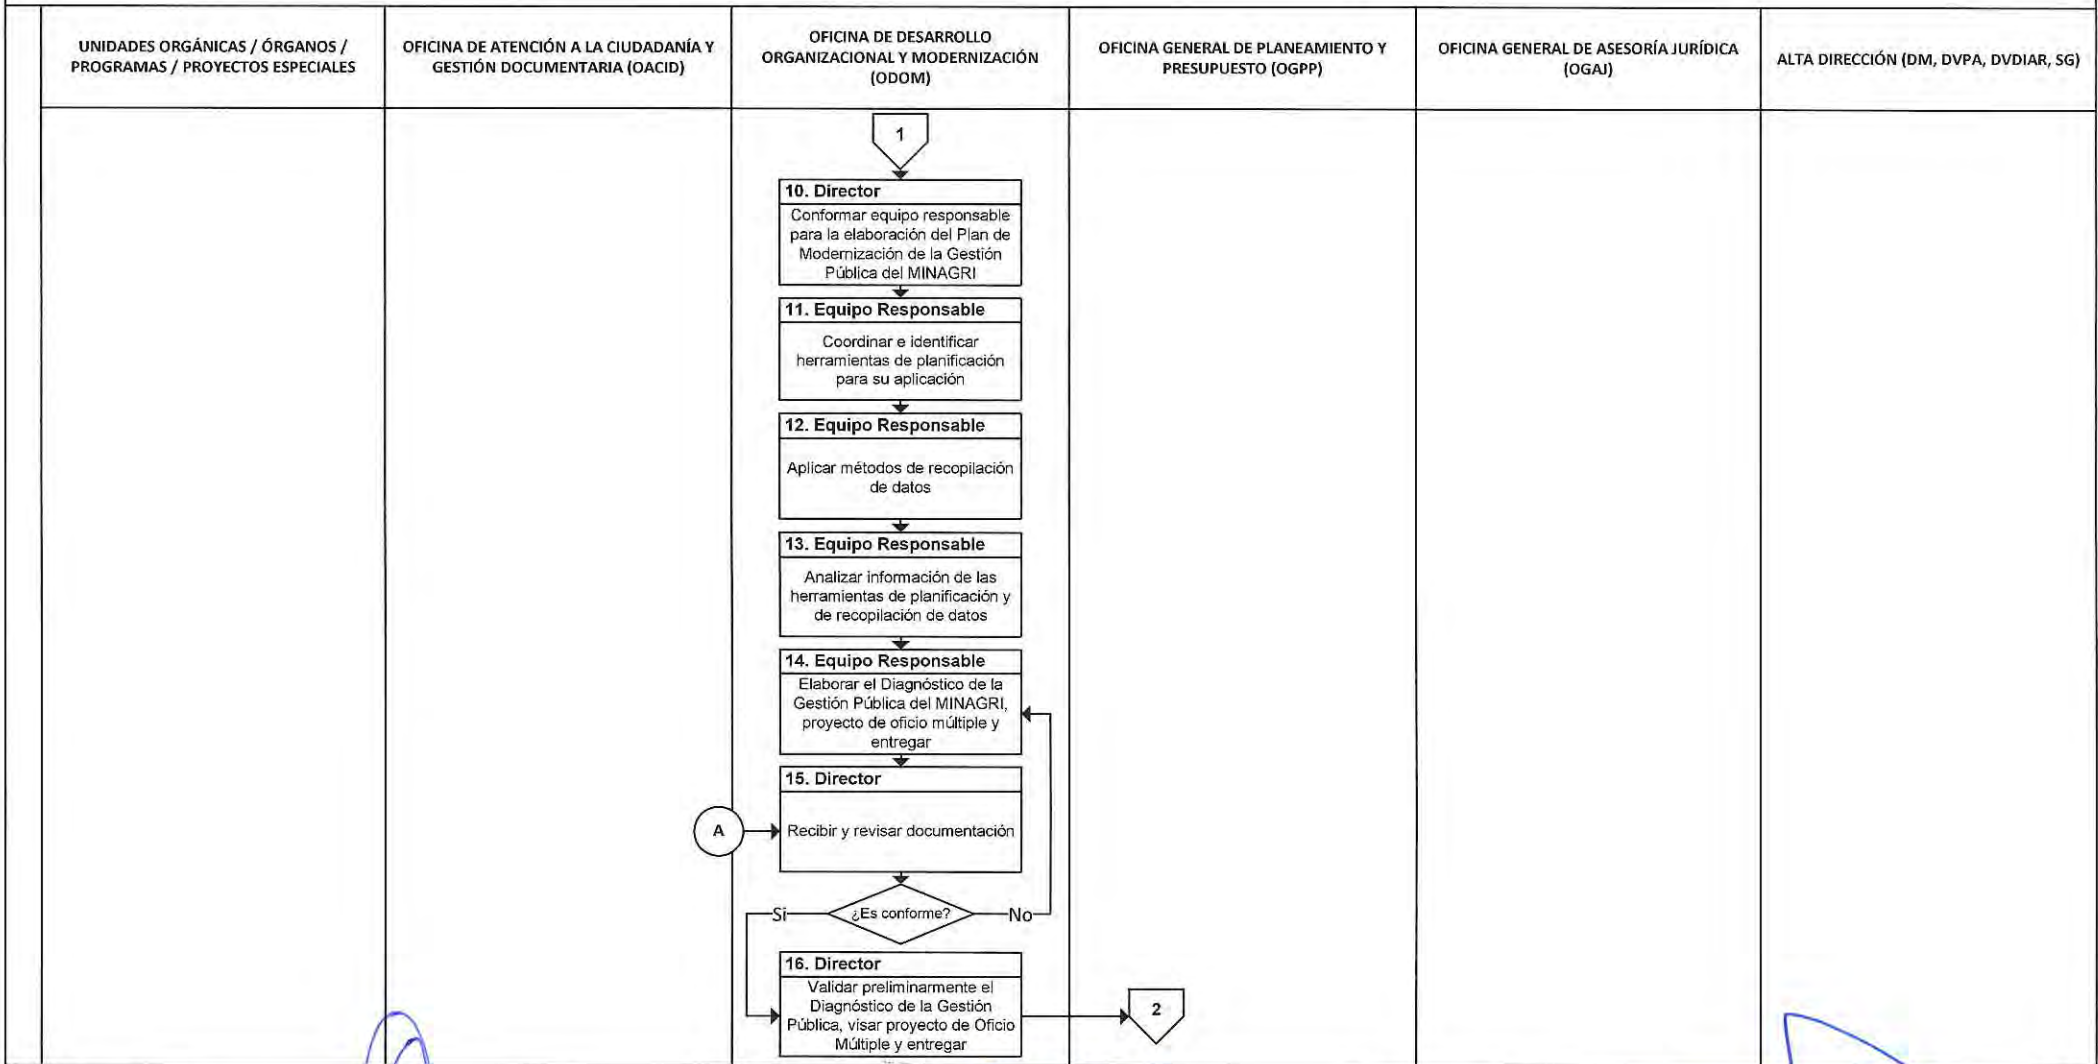 UNIDADES ORGÁNICAS / ÓRGANOS /
PROGRAMAS / PROYECTOS ESPECIALES
OFICINA DE ATENCIÓN A LA CIUDADANÍA Y
GESTIÓN DOCUMENTARIA (OACID)
OFICINA DE DESARROLLO
ORGANIZACIONAL Y MODERNIZACIÓN
(ODOM)
OFICINA GENERAL DE PLANEAMIENTO Y
PRESUPUESTO (OGPP)
OFICINA GENERAL DE ASESORÍA JURÍDICA
(OGAJ)
ALTA DIRECCIÓN (DM, DVPA, DVDIAR, SG)
1
10. Director
Conformar equipo responsable
para la elaboración del Plan de
Modernización de la Gestión
Pública del MINAGRI
11. Equipo Responsable
Coordinar e identificar
herramientas de planificación
para su aplicación
12. Equipo Responsable
Aplicar métodos de recopilación
de datos
13. Equipo Responsable
Analizar información de las
herramientas de planificación y
de recopilación de datos
14. Equipo Responsable
Elaborar el Diagnóstico de la
Gestión Pública del MINAGRI,
proyecto de oficio múltiple y
entregar
15. Director
A
Recibir y revisar documentación
Si
¿Es conforme?
No
16. Director
Validar preliminarmente el
Diagnóstico de la Gestión
Pública, visar proyecto de Oficio
Múltiple y entregar
2